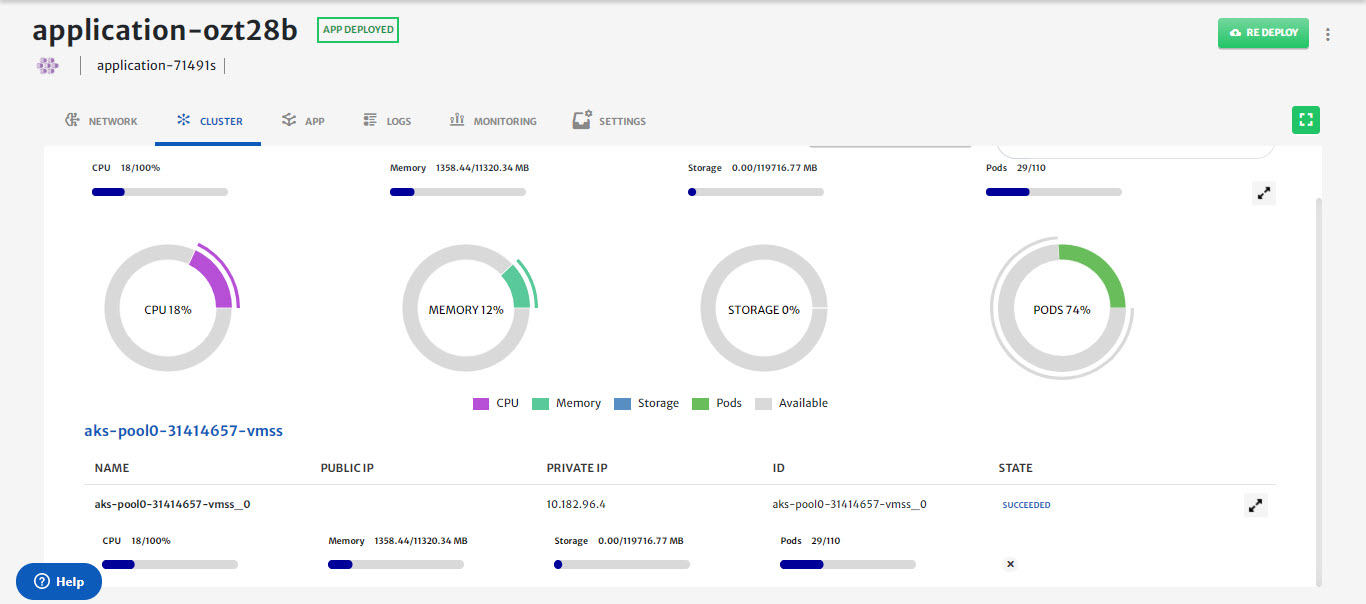 application-ozt28b APP DEPLOYED RE DEPLOY
application-71491s
NETWORK CLUSTER APP LOGS MONITORING SETTINGS
CPU 18/100% Memory 1358.44/11320.34 MB Storage 0.00/119716.77 MB Pods 29/110
CPU 18% MEMORY 12% STORAGE 0% PODS 74%
CPU Memory Storage Pods Available
aks-pool0-31414657-vmss
NAME PUBLIC IP PRIVATE IP ID STATE
aks-pool0-31414657-vmss_0 10.182.96.4 aks-pool0-31414657-vmss_0 SUCCEEDED
CPU 18/100% Memory 1358.44/11320.34 MB Storage 0.00/119716.77 MB Pods 29/110
Help